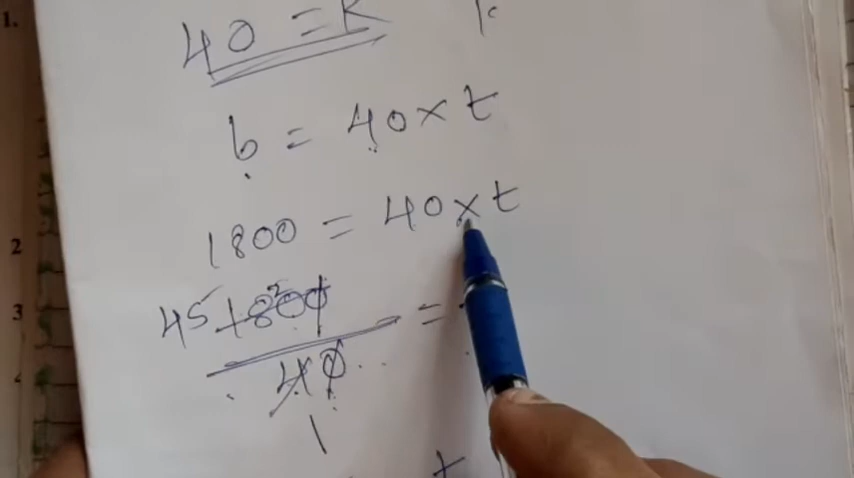 1.
40 = k
b = 40 x t
1800 = 40 x t
45 1800 =
40
1
t
2
3